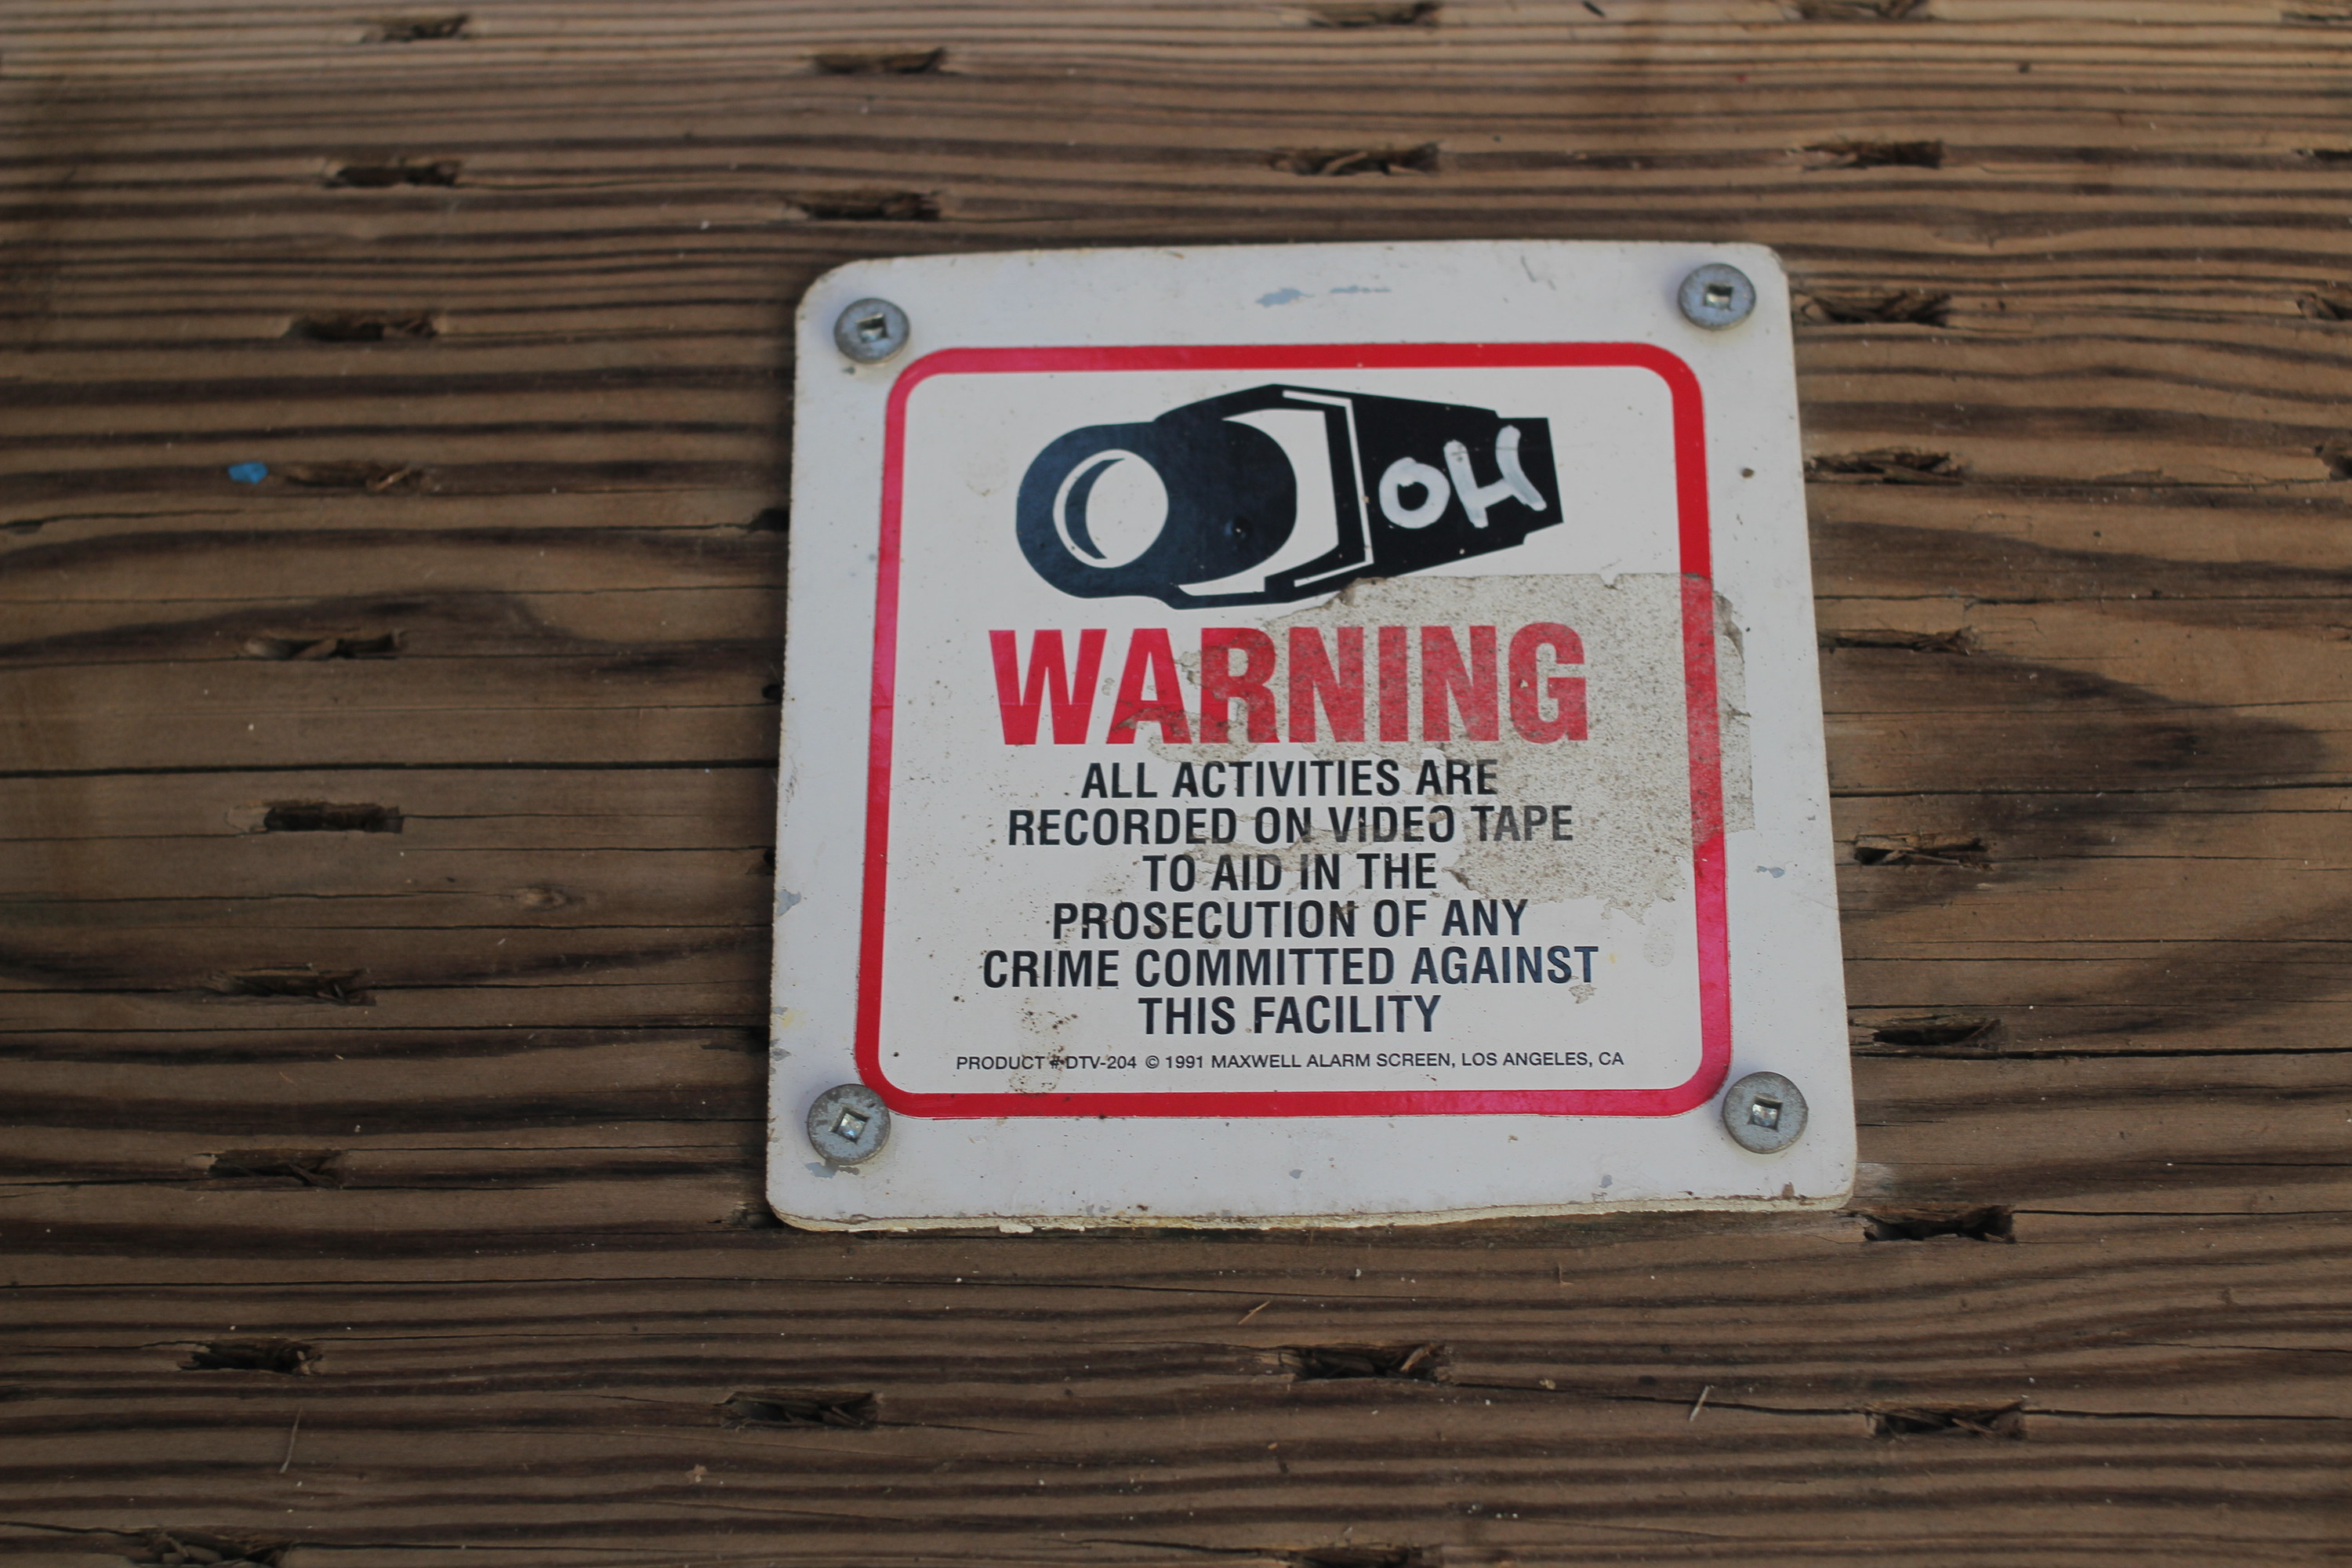 OH
WARNING
ALL ACTIVITIES ARE
RECORDED ON VIDEO TAPE
TO AID IN THE
PROSECUTION OF ANY
CRIME COMMITTED AGAINST
THIS FACILITY
PRODUCT # DTV-204 © 1991 MAXWELL ALARM SCREEN, LOS ANGELES, CA